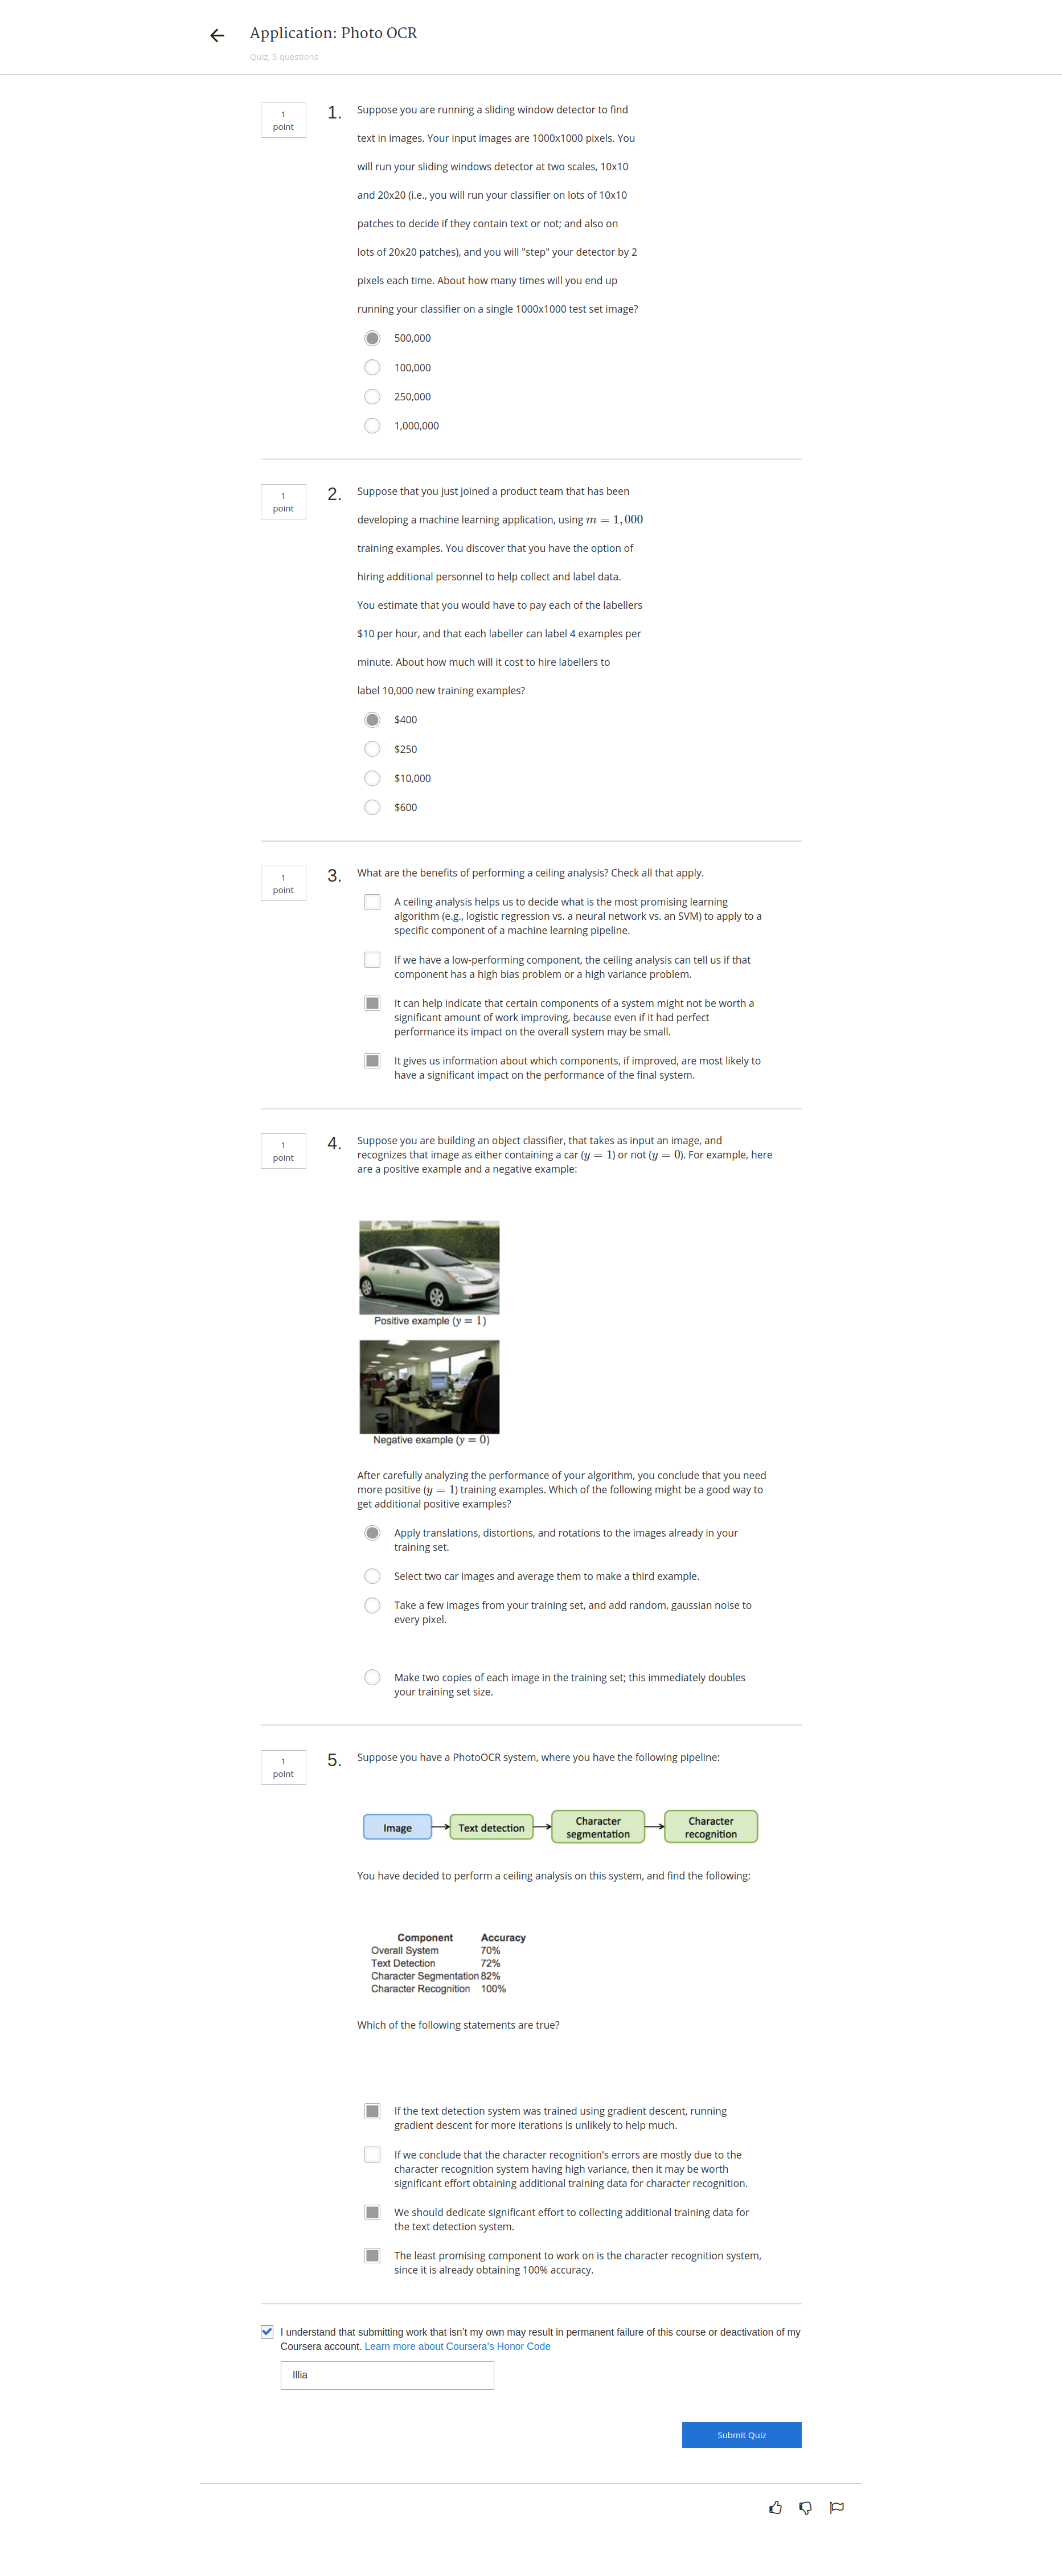 Application: Photo OCR
Quiz, 5 questions
1
point
1.
Suppose you are running a sliding window detector to find
text in images. Your input images are 1000x1000 pixels. You
will run your sliding windows detector at two scales, 10x10
and 20x20 (i.e., you will run your classifier on lots of 10x10
patches to decide if they contain text or not; and also on
lots of 20x20 patches), and you will "step" your detector by 2
pixels each time. About how many times will you end up
running your classifier on a single 1000x1000 test set image?
500,000
100,000
250,000
1,000,000
1
point
2.
Suppose that you just joined a product team that has been
developing a machine learning application, using m = 1,000
training examples. You discover that you have the option of
hiring additional personnel to help collect and label data.
You estimate that you would have to pay each of the labellers
$10 per hour, and that each labeller can label 4 examples per
minute. About how much will it cost to hire labellers to
label 10,000 new training examples?
$400
$250
$10,000
$600
1
point
3.
What are the benefits of performing a ceiling analysis? Check all that apply.
A ceiling analysis helps us to decide what is the most promising learning
algorithm (e.g., logistic regression vs. a neural network vs. an SVM) to apply to a
specific component of a machine learning pipeline.
If we have a low-performing component, the ceiling analysis can tell us if that
component has a high bias problem or a high variance problem.
It can help indicate that certain components of a system might not be worth a
significant amount of work improving, because even if it had perfect
performance its impact on the overall system may be small.
It gives us information about which components, if improved, are most likely to
have a significant impact on the performance of the final system.
1
point
4.
Suppose you are building an object classifier, that takes as input an image, and
recognizes that image as either containing a car (y = 1) or not (y = 0). For example, here
are a positive example and a negative example:
Positive example (y = 1)
Negative example (y = 0)
After carefully analyzing the performance of your algorithm, you conclude that you need
more positive (y = 1) training examples. Which of the following might be a good way to
get additional positive examples?
Apply translations, distortions, and rotations to the images already in your
training set.
Select two car images and average them to make a third example.
Take a few images from your training set, and add random, gaussian noise to
every pixel.
Make two copies of each image in the training set; this immediately doubles
your training set size.
1
point
5.
Suppose you have a PhotoOCR system, where you have the following pipeline:
Image
Text detection
Character
segmentation
Character
recognition
You have decided to perform a ceiling analysis on this system, and find the following:
Component Accuracy
Overall System 70%
Text Detection 72%
Character Segmentation 82%
Character Recognition 100%
Which of the following statements are true?
If the text detection system was trained using gradient descent, running
gradient descent for more iterations is unlikely to help much.
If we conclude that the character recognition's errors are mostly due to the
character recognition system having high variance, then it may be worth
significant effort obtaining additional training data for character recognition.
We should dedicate significant effort to collecting additional training data for
the text detection system.
The least promising component to work on is the character recognition system,
since it is already obtaining 100% accuracy.
I understand that submitting work that isn't my own may result in permanent failure of this course or deactivation of my
Coursera account. Learn more about Coursera's Honor Code
Illia
Submit Quiz